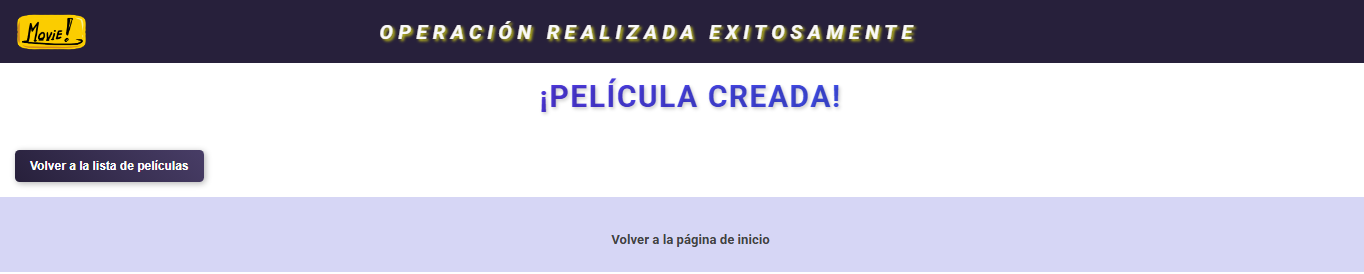 Movie!
OPERACIÓN REALIZADA EXITOSAMENTE
¡PELÍCULA CREADA!
Volver a la lista de películas
Volver a la página de inicio